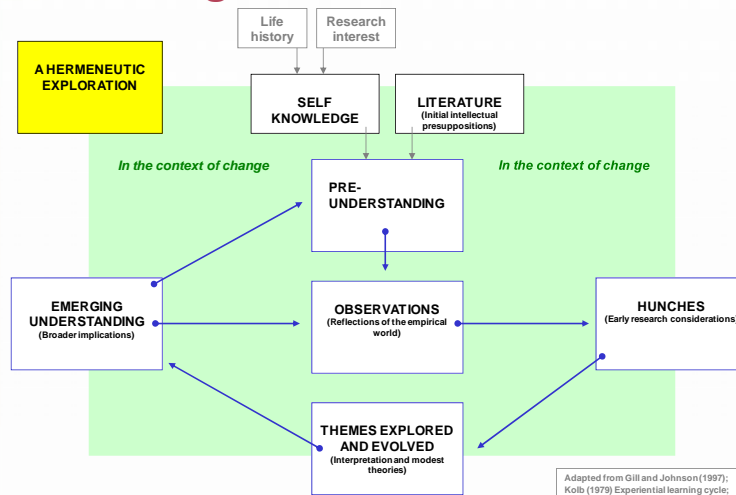 Life
history
Research
interest
A HERMENEUTIC
EXPLORATION
SELF
KNOWLEDGE
LITERATURE
(Initial intellectual
presuppositions)
In the context of change
In the context of change
PRE-
UNDERSTANDING
EMERGING
UNDERSTANDING
(Broader implications)
OBSERVATIONS
(Reflections of the empirical
world)
HUNCHES
(Early research considerations)
THEMES EXPLORED
AND EVOLVED
(Interpretation and modest
theories)
Adapted from Gill and Johnson (1997);
Kolb (1979) Experiential learning cycle;